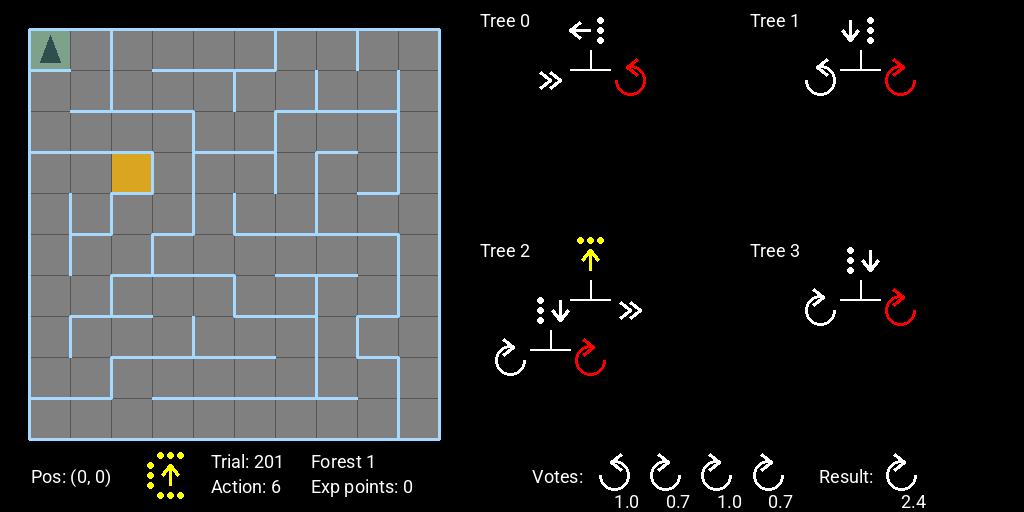 Tree 0
Tree 1
Tree 2
Tree 3
Pos: (0, 0)
Trial: 201
Forest 1
Action: 6
Exp points: 0
Votes:
1.0
0.7
1.0
0.7
Result:
2.4